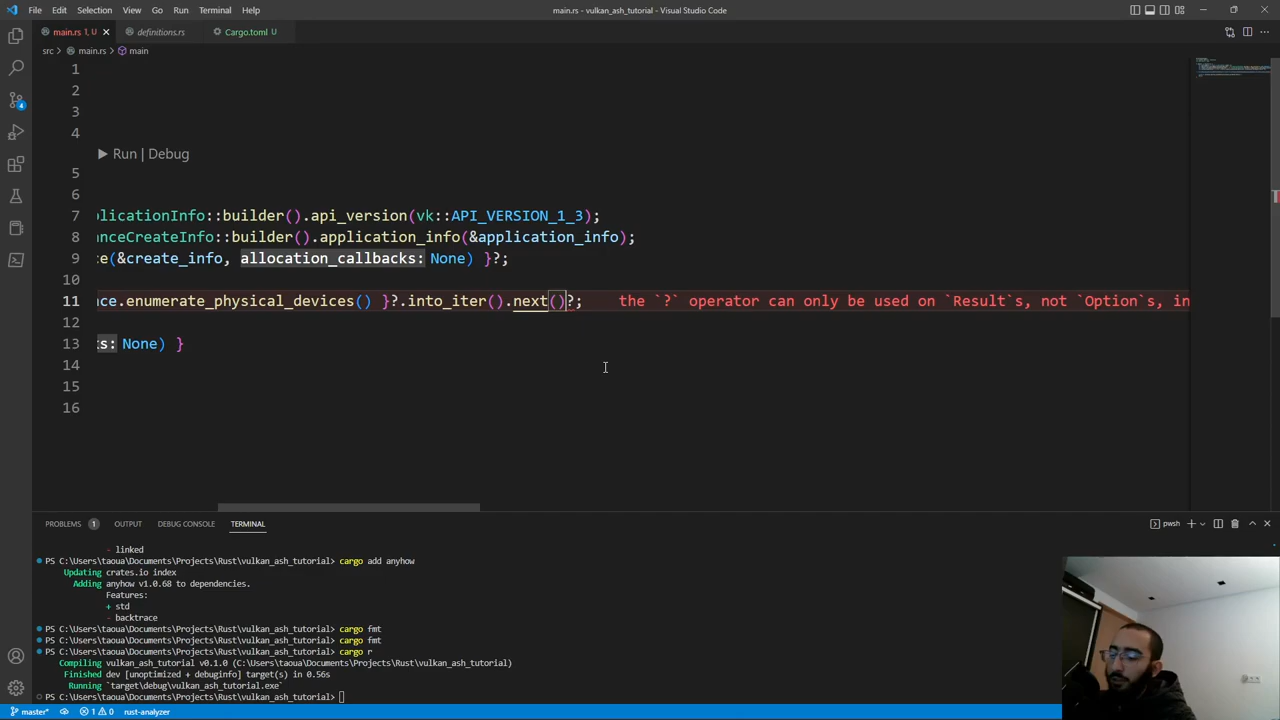 File Edit Selection View Go Run Terminal Help main.rs - vulkan_ash_tutorial - Visual Studio Code
main.rs 1, U definitions.rs Cargo.toml
src > main.rs > main
1
2
3
4
Run | Debug
5
6
7 plicationInfo::builder().api_version(vk::API_VERSION_1_3);
8 anceCreateInfo::builder().application_info(&application_info);
9 ce(&create_info, allocation_callbacks: None) }?;
10
11 nce.enumerate_physical_devices() }?.into_iter().next()?; the `?` operator can only be used on `Result`s, not `Option`s, in
12
13 ks: None) }
14
15
16
PROBLEMS 1 OUTPUT DEBUG CONSOLE TERMINAL pwsh
- linked
PS C:\Users\taoua\Documents\Projects\Rust\vulkan_ash_tutorial> cargo add anyhow
Updating crates.io index
Adding anyhow v1.0.68 to dependencies.
Features:
+ std
- backtrace
PS C:\Users\taoua\Documents\Projects\Rust\vulkan_ash_tutorial> cargo fmt
PS C:\Users\taoua\Documents\Projects\Rust\vulkan_ash_tutorial> cargo fmt
PS C:\Users\taoua\Documents\Projects\Rust\vulkan_ash_tutorial> cargo r
Compiling vulkan_ash_tutorial v0.1.0 (C:\Users\taoua\Documents\Projects\Rust\vulkan_ash_tutorial)
Finished dev [unoptimized + debuginfo] target(s) in 0.56s
Running `target\debug\vulkan_ash_tutorial.exe`
PS C:\Users\taoua\Documents\Projects\Rust\vulkan_ash_tutorial>
master* 1 0 rust-analyzer
4